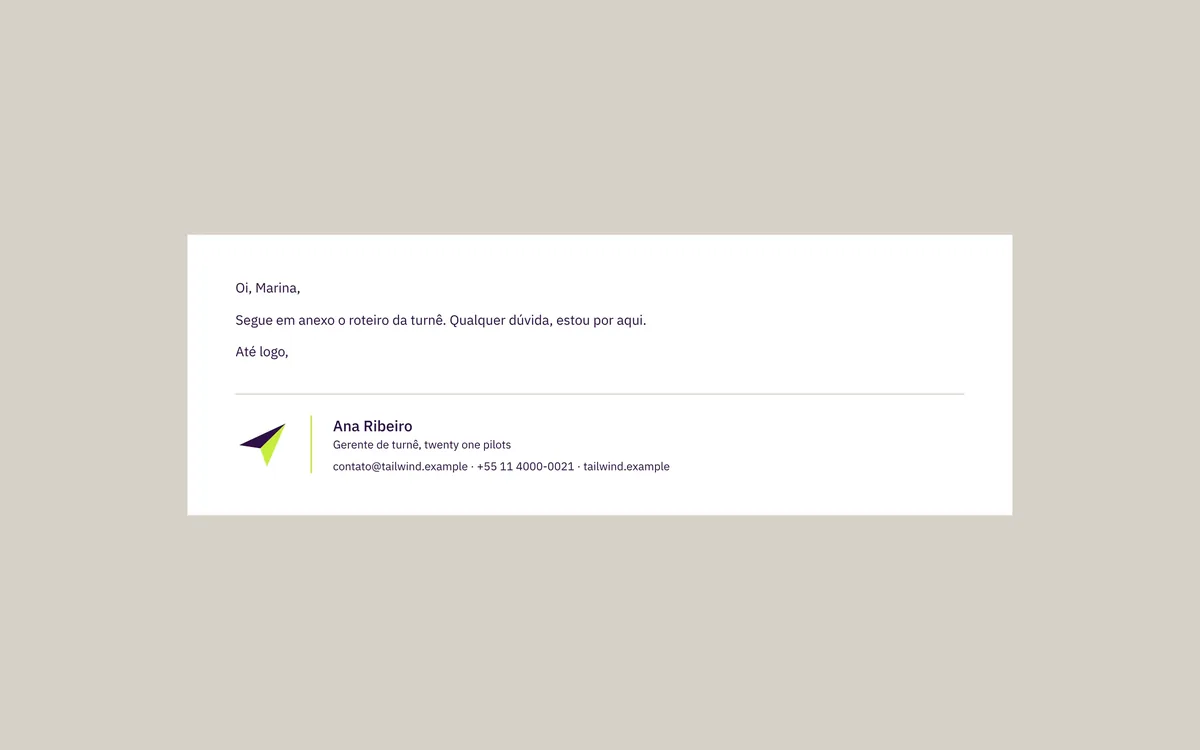 Oi, Marina,
Segue em anexo o roteiro da turnê. Qualquer dúvida, estou por aqui.
Até logo,
Ana Ribeiro
Gerente de turnê, twenty one pilots
contato@tailwind.example · +55 11 4000-0021 · tailwind.example